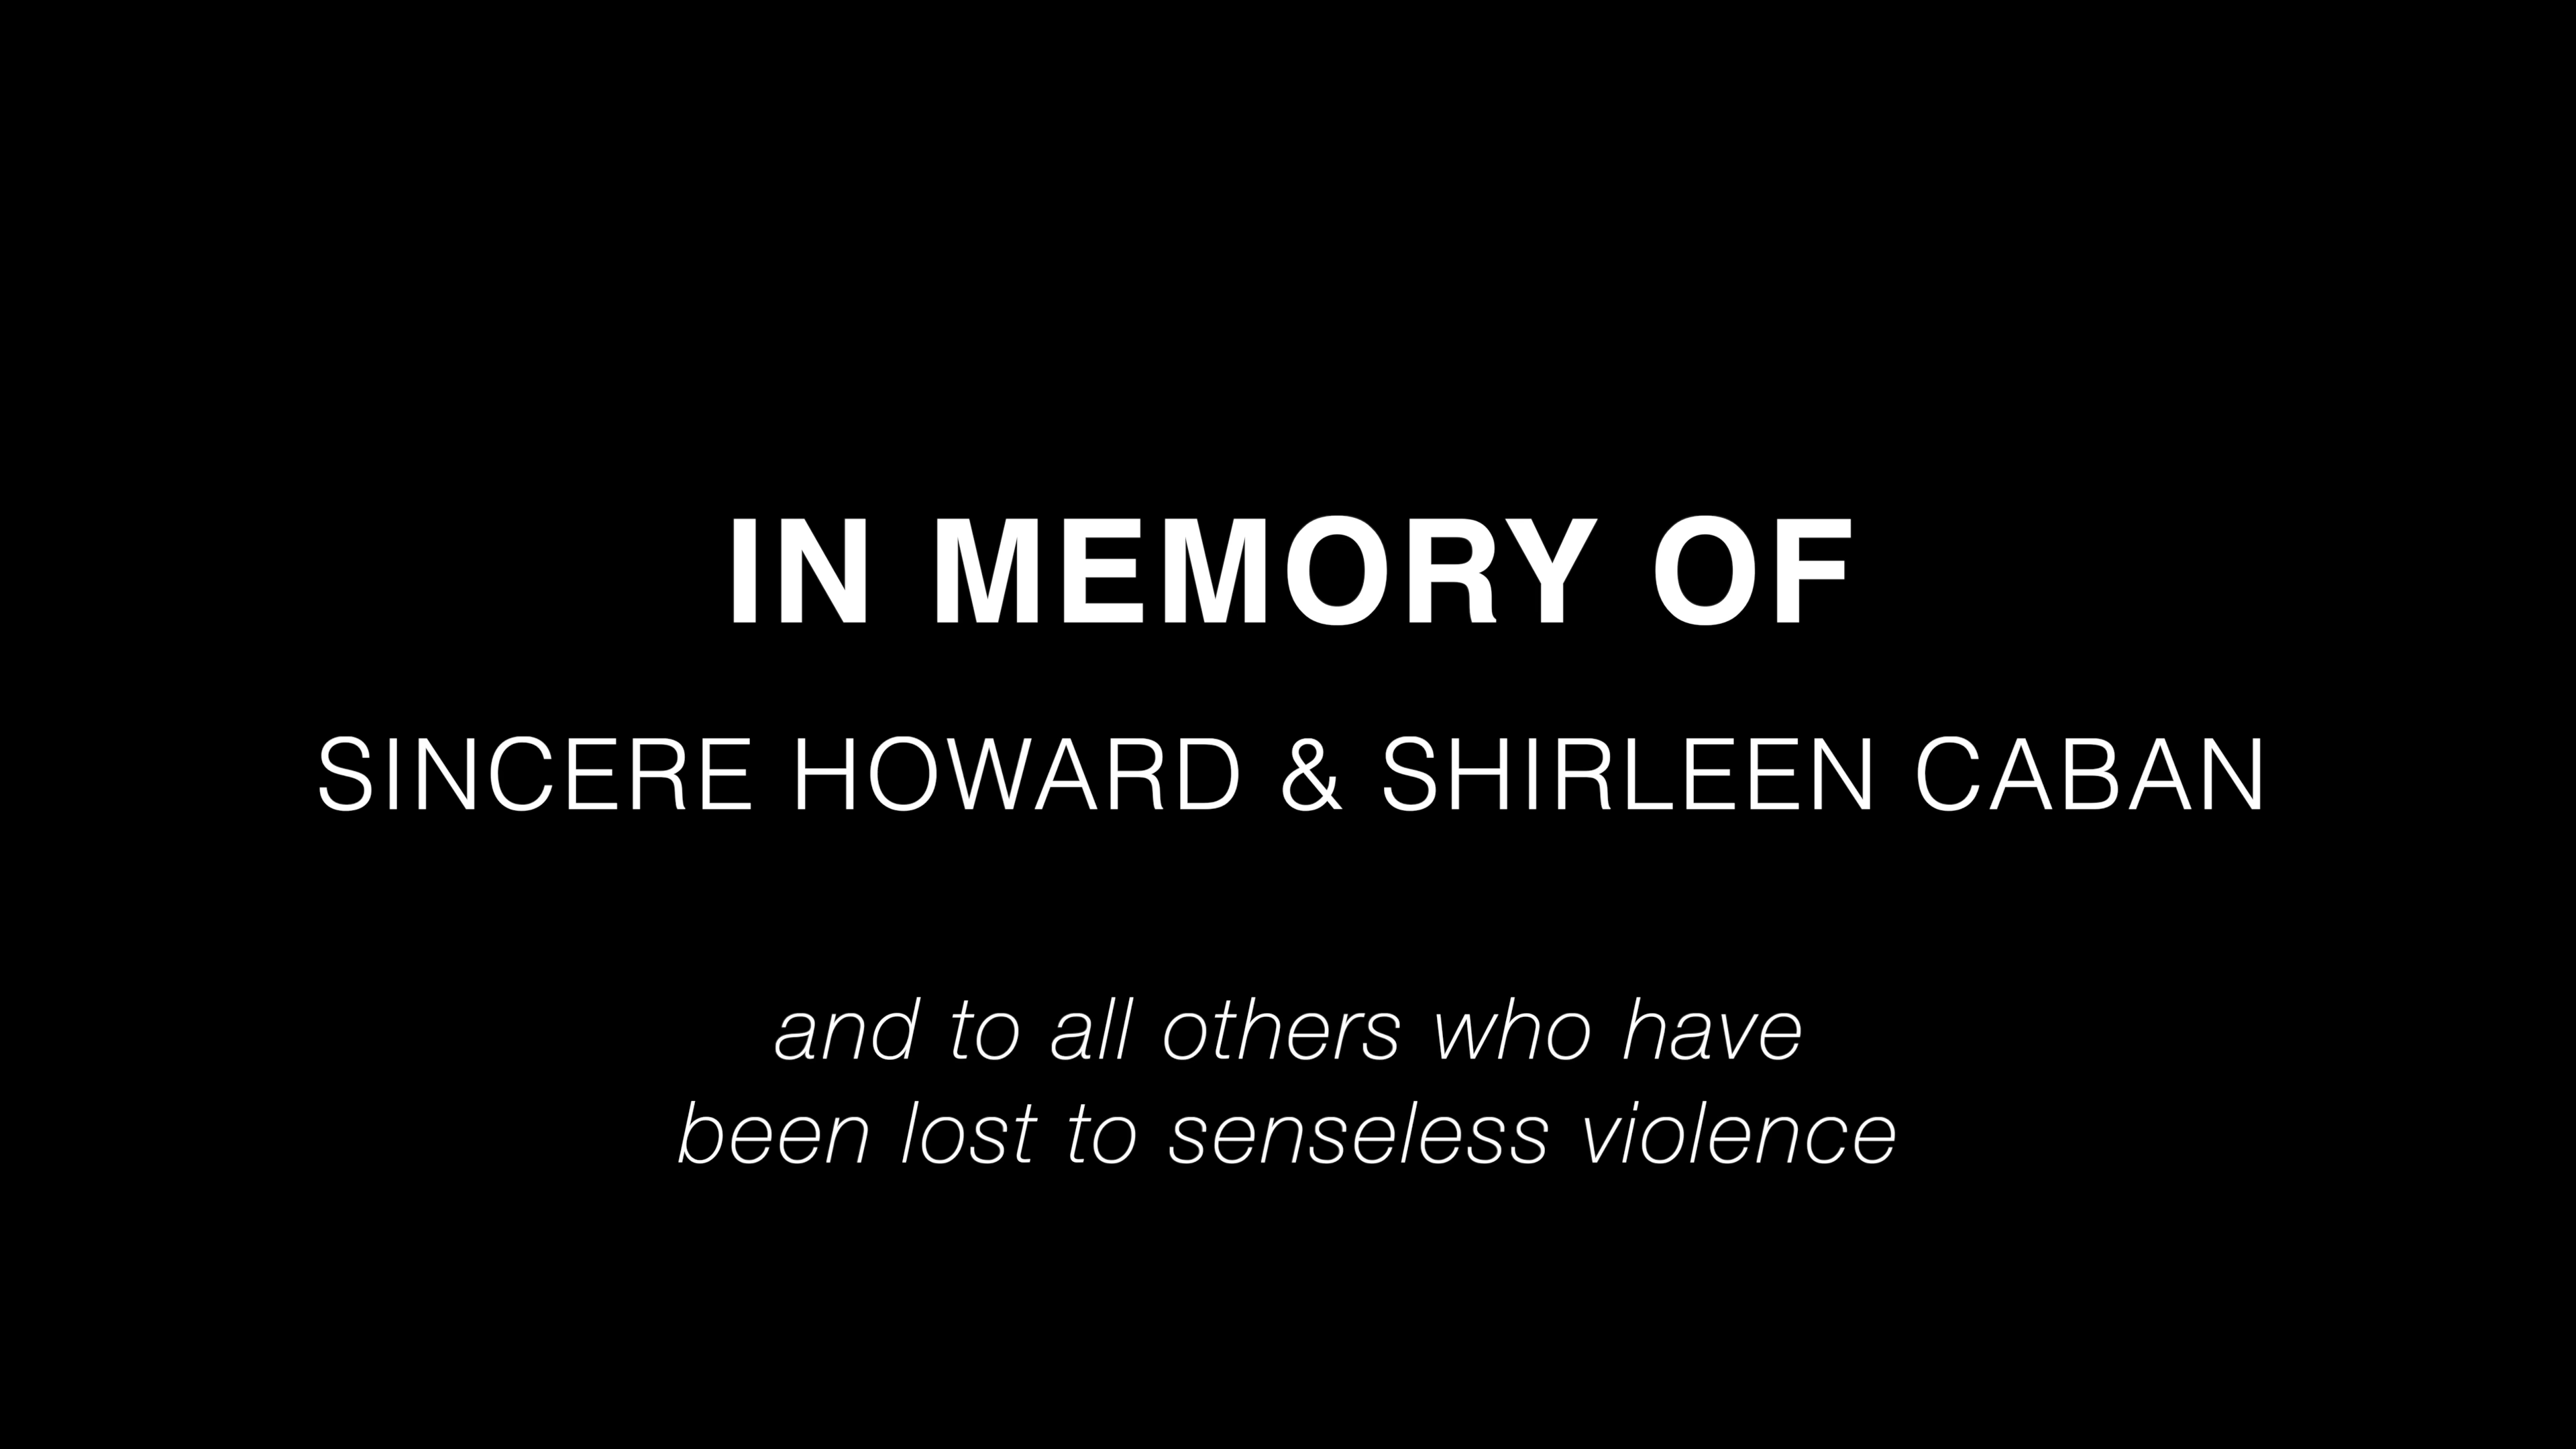 IN MEMORY OF
SINCERE HOWARD & SHIRLEEN CABAN
and to all others who have
been lost to senseless violence